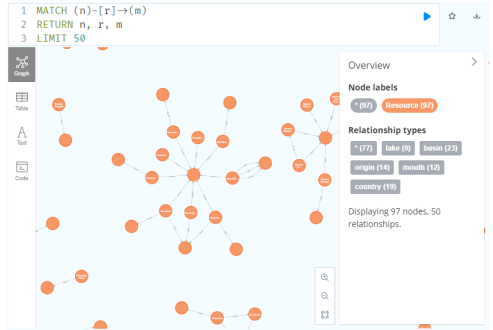 1 MATCH (n)-[r]→(m)
2 RETURN n, r, m
3 LIMIT 50
Graph
Table
Text
Code
Overview
Node labels
* (97) Resource (97)
Relationship types
* (77) lake (9) basin (23)
origin (14) mouth (12)
country (19)
Displaying 97 nodes, 50
relationships.